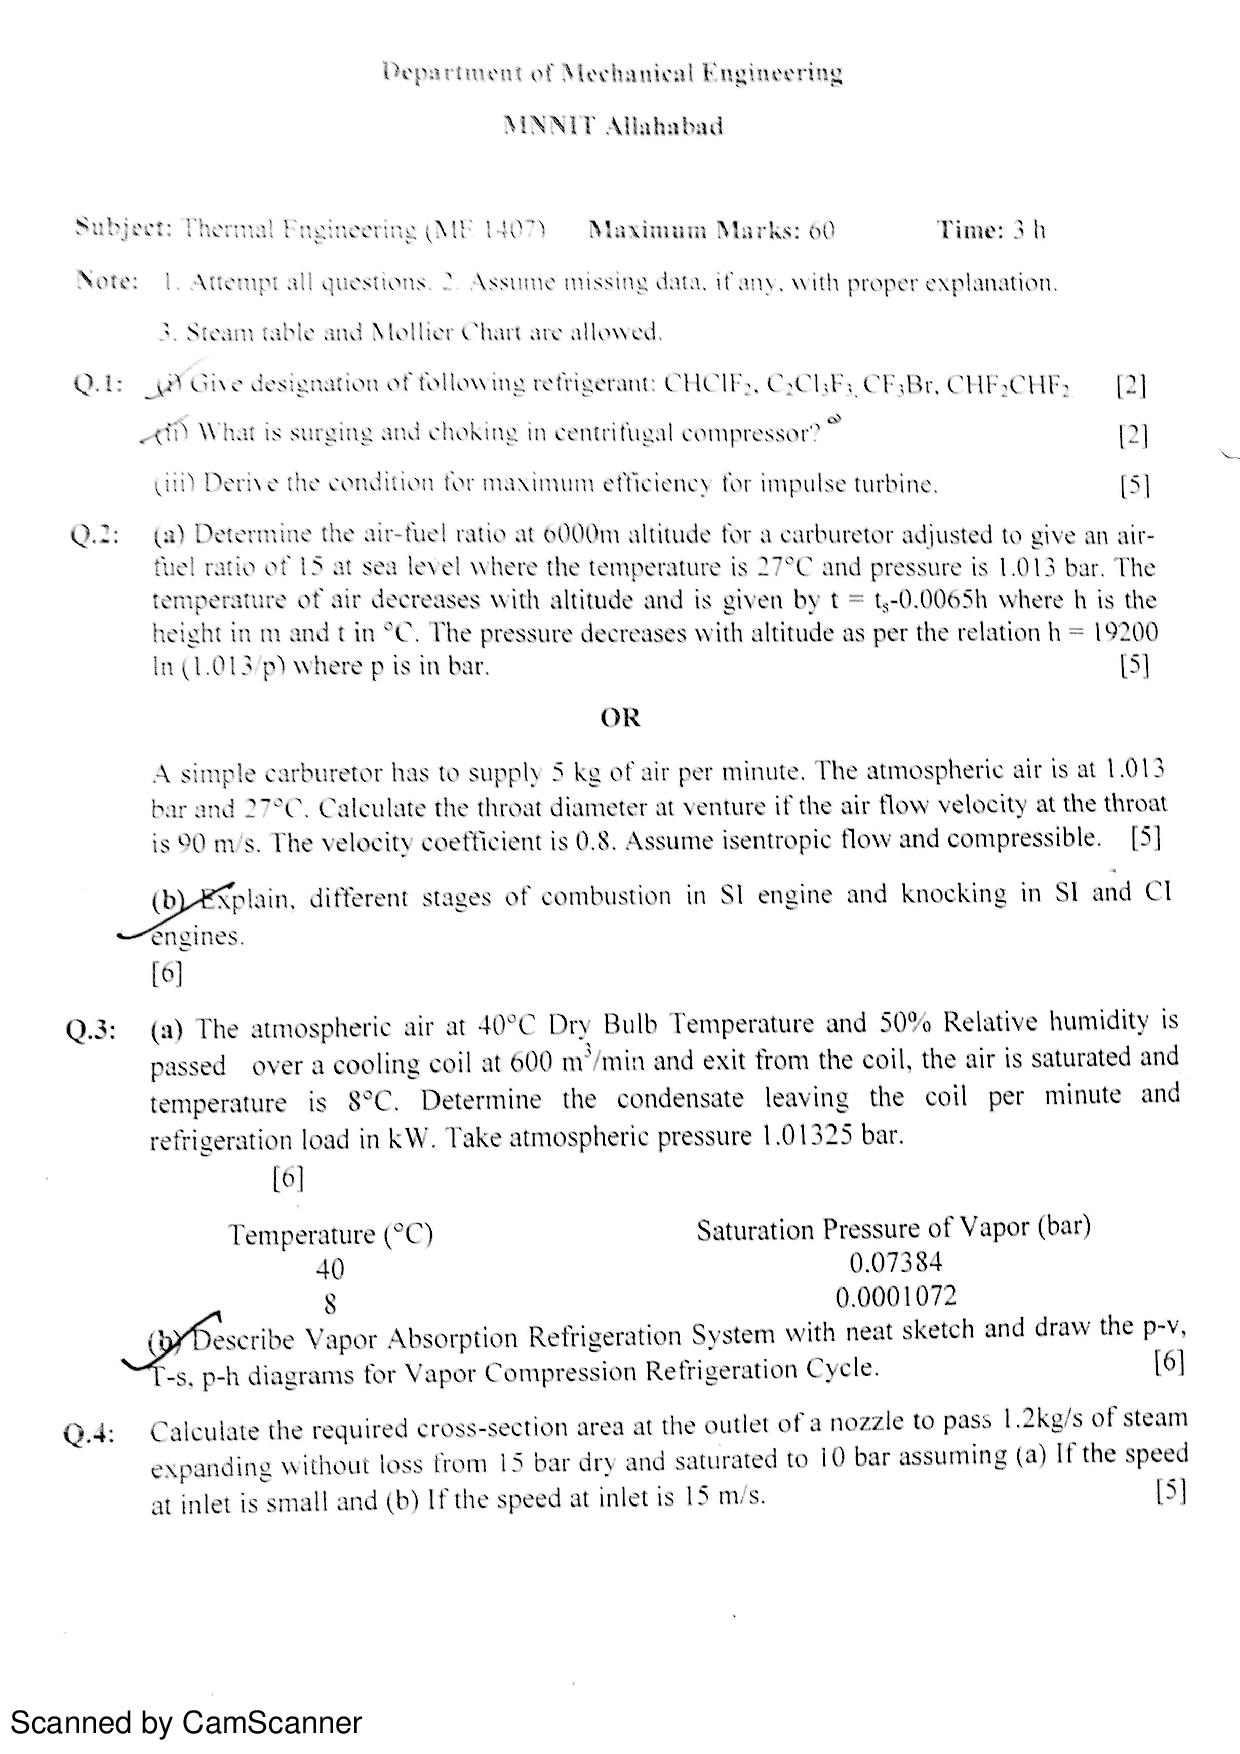 Department of Mechanical Engineering
MNNIT Allahabad
Subject: Thermal Engineering (ME 1407) Maximum Marks: 60 Time: 3 h
Note: 1. Attempt all questions. 2. Assume missing data, if any, with proper explanation.
3. Steam table and Mollier Chart are allowed.
Q.1: (i) Give designation of following refrigerant: CHClF₂, C₂Cl₃F₃, CF₃Br, CHF₂CHF₂ [2]
(ii) What is surging and choking in centrifugal compressor? [2]
(iii) Derive the condition for maximum efficiency for impulse turbine. [5]
Q.2: (a) Determine the air-fuel ratio at 6000m altitude for a carburetor adjusted to give an air-
fuel ratio of 15 at sea level where the temperature is 27°C and pressure is 1.013 bar. The
temperature of air decreases with altitude and is given by t = tₛ-0.0065h where h is the
height in m and t in °C. The pressure decreases with altitude as per the relation h = 19200
ln (1.013/p) where p is in bar. [5]
OR
A simple carburetor has to supply 5 kg of air per minute. The atmospheric air is at 1.013
bar and 27°C. Calculate the throat diameter at venture if the air flow velocity at the throat
is 90 m/s. The velocity coefficient is 0.8. Assume isentropic flow and compressible. [5]
(b) Explain, different stages of combustion in SI engine and knocking in SI and CI
engines.
[6]
Q.3: (a) The atmospheric air at 40°C Dry Bulb Temperature and 50% Relative humidity is
passed over a cooling coil at 600 m³/min and exit from the coil, the air is saturated and
temperature is 8°C. Determine the condensate leaving the coil per minute and
refrigeration load in kW. Take atmospheric pressure 1.01325 bar.
[6]
Temperature (°C) Saturation Pressure of Vapor (bar)
40 0.07384
8 0.0001072
(b) Describe Vapor Absorption Refrigeration System with neat sketch and draw the p-v,
T-s, p-h diagrams for Vapor Compression Refrigeration Cycle. [6]
Q.4: Calculate the required cross-section area at the outlet of a nozzle to pass 1.2kg/s of steam
expanding without loss from 15 bar dry and saturated to 10 bar assuming (a) If the speed
at inlet is small and (b) If the speed at inlet is 15 m/s. [5]
Scanned by CamScanner